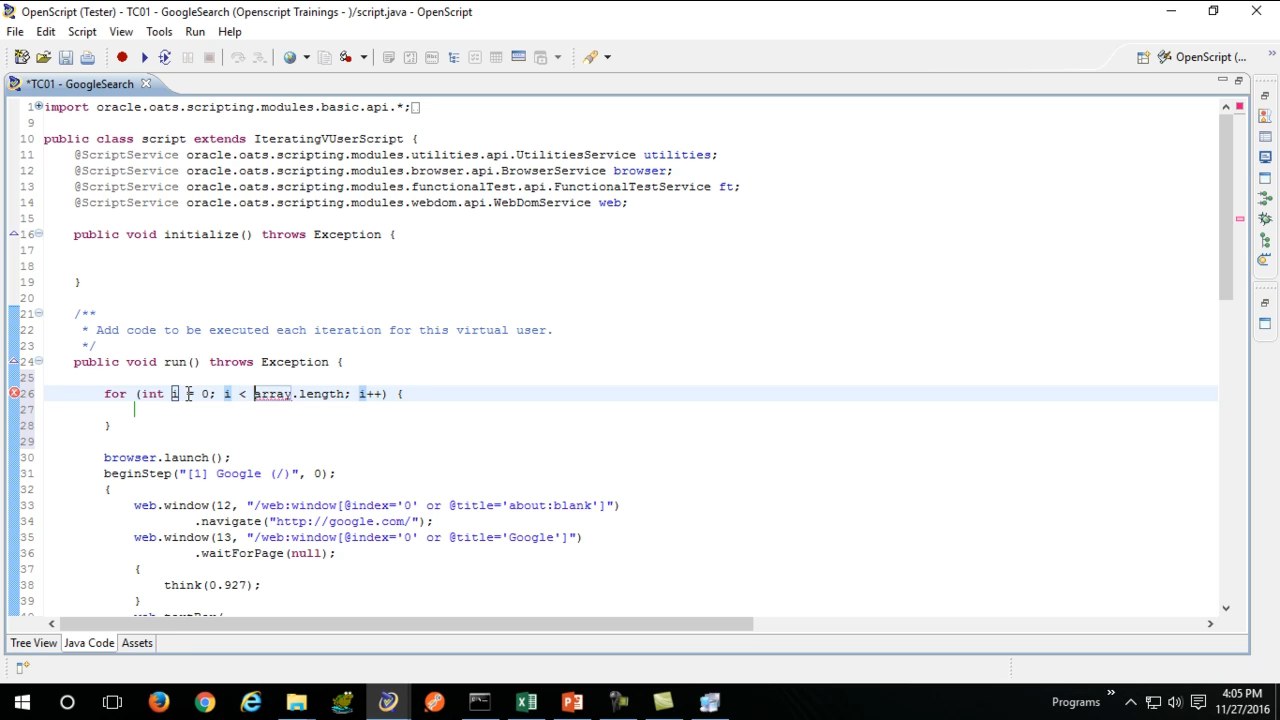 OpenScript (Tester) - TC01 - GoogleSearch (Openscript Trainings - )/script.java - OpenScript
File Edit Script View Tools Run Help
OpenScript (...
*TC01 - GoogleSearch
1 import oracle.oats.scripting.modules.basic.api.*;
9
10 public class script extends IteratingVUserScript {
11 @ScriptService oracle.oats.scripting.modules.utilities.api.UtilitiesService utilities;
12 @ScriptService oracle.oats.scripting.modules.browser.api.BrowserService browser;
13 @ScriptService oracle.oats.scripting.modules.functionalTest.api.FunctionalTestService ft;
14 @ScriptService oracle.oats.scripting.modules.webdom.api.WebDomService web;
15
16 public void initialize() throws Exception {
17
18
19 }
20
21 /**
22 * Add code to be executed each iteration for this virtual user.
23 */
24 public void run() throws Exception {
25
26 for (int i = 0; i < array.length; i++) {
27
28 }
29
30 browser.launch();
31 beginStep("[1] Google (/)", 0);
32 {
33 web.window(12, "/web:window[@index='0' or @title='about:blank']")
34 .navigate("http://google.com/");
35 web.window(13, "/web:window[@index='0' or @title='Google']")
36 .waitForPage(null);
37 {
38 think(0.927);
39 }
Tree View Java Code Assets
Programs
4:05 PM
11/27/2016